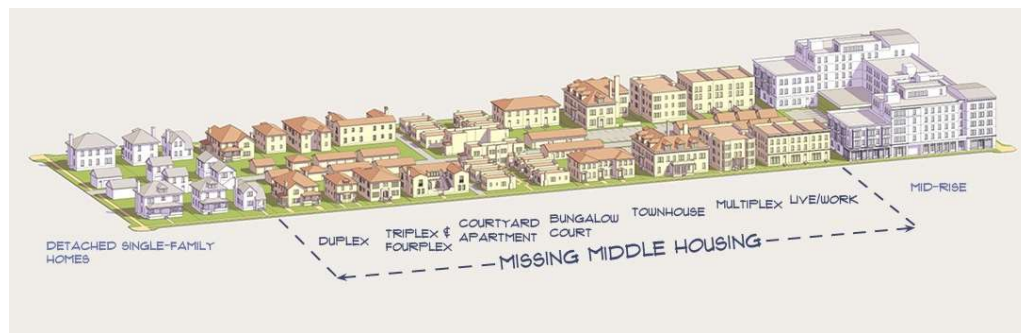 DETACHED SINGLE-FAMILY
HOMES
DUPLEX
TRIPLEX &
FOURPLEX
COURTYARD
APARTMENT
BUNGALOW
COURT
TOWNHOUSE
MULTIPLEX
LIVE/WORK
MID-RISE
MISSING MIDDLE HOUSING